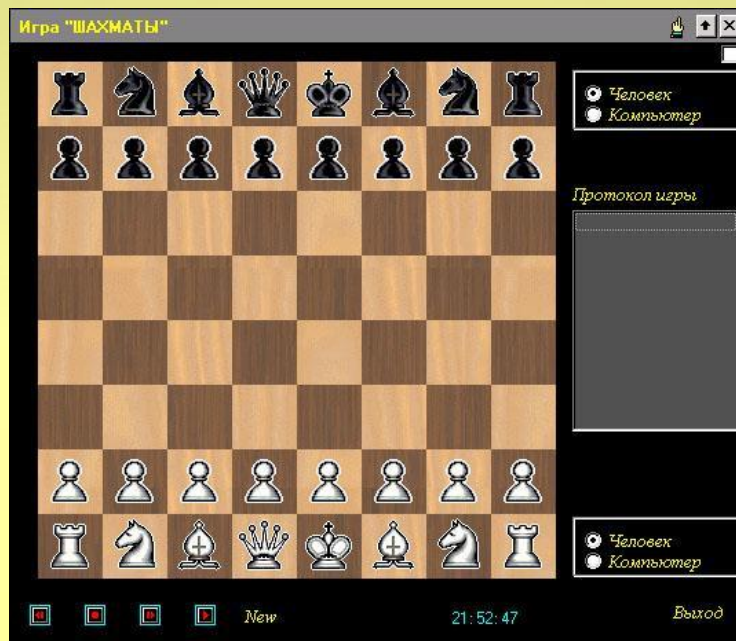 Игра "ШАХМАТЫ"
Человек
Компьютер
Протокол игры
Человек
Компьютер
New
21:52:47
Выход